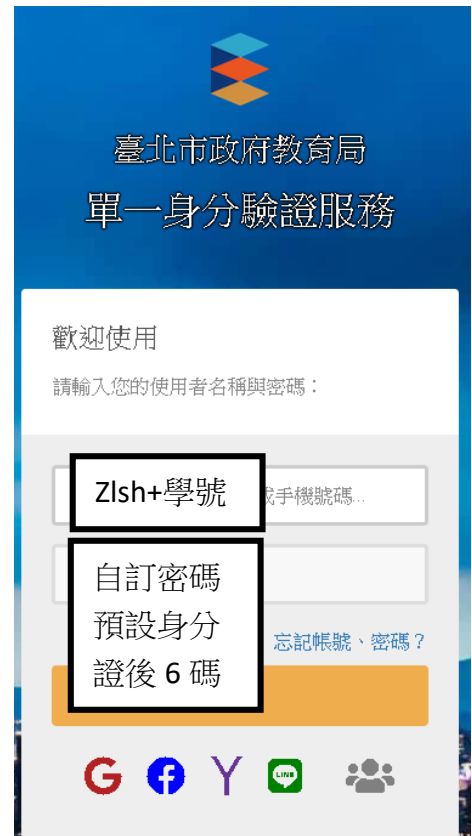 臺北市政府教育局
單一身分驗證服務
歡迎使用
請輸入您的使用者名稱與密碼：
Zlsh+學號
手機號碼...
自訂密碼
預設身分
證後 6 碼
忘記帳號、密碼？
G f Y LINE